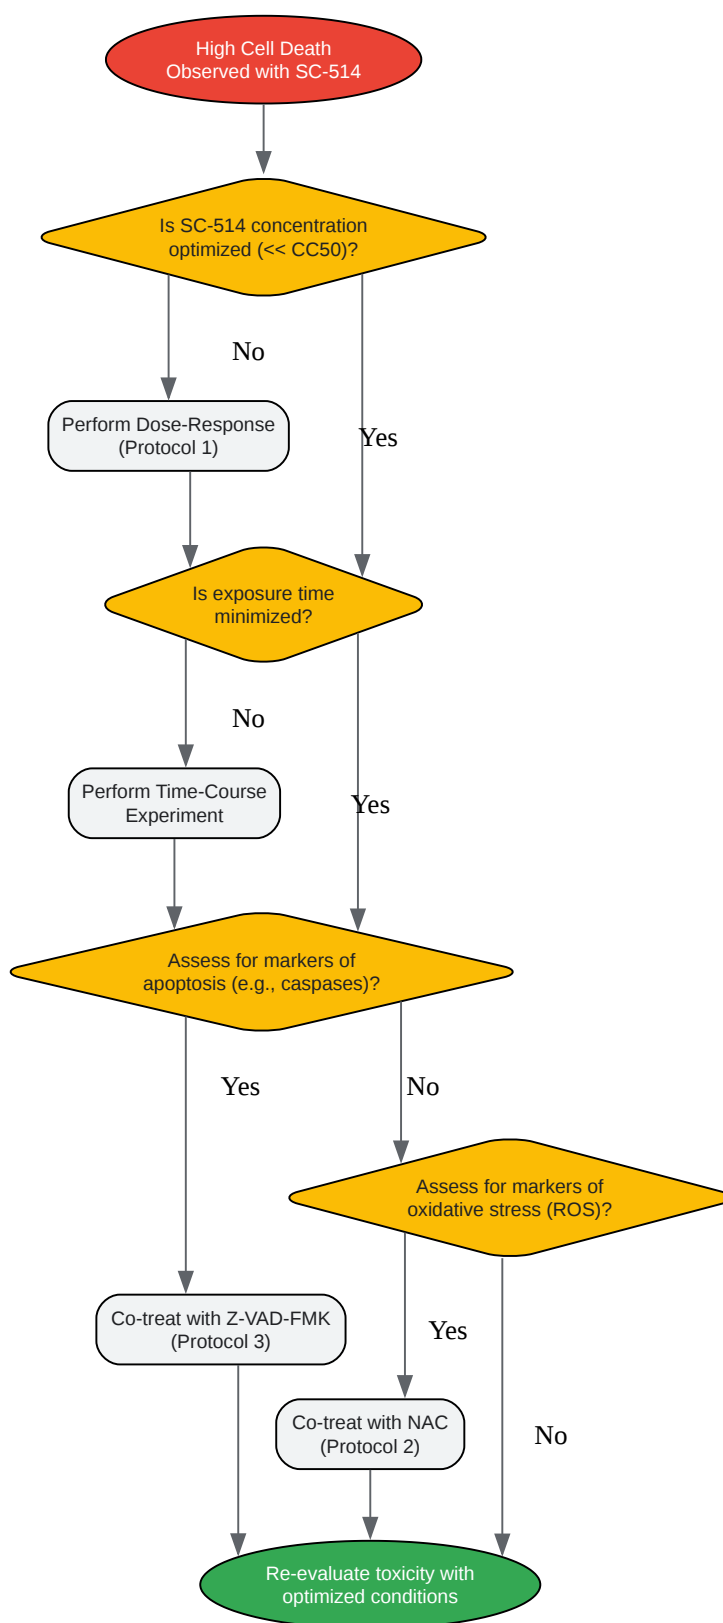 High Cell Death
Observed with SC-514
Is SC-514 concentration
optimized (<< CC50)?
No
Perform Dose-Response
(Protocol 1)
Yes
Is exposure time
minimized?
No
Perform Time-Course
Experiment
Yes
Assess for markers of
apoptosis (e.g., caspases)?
Yes
No
Assess for markers of
oxidative stress (ROS)?
Co-treat with Z-VAD-FMK
(Protocol 3)
Yes
Co-treat with NAC
(Protocol 2)
No
Re-evaluate toxicity with
optimized conditions